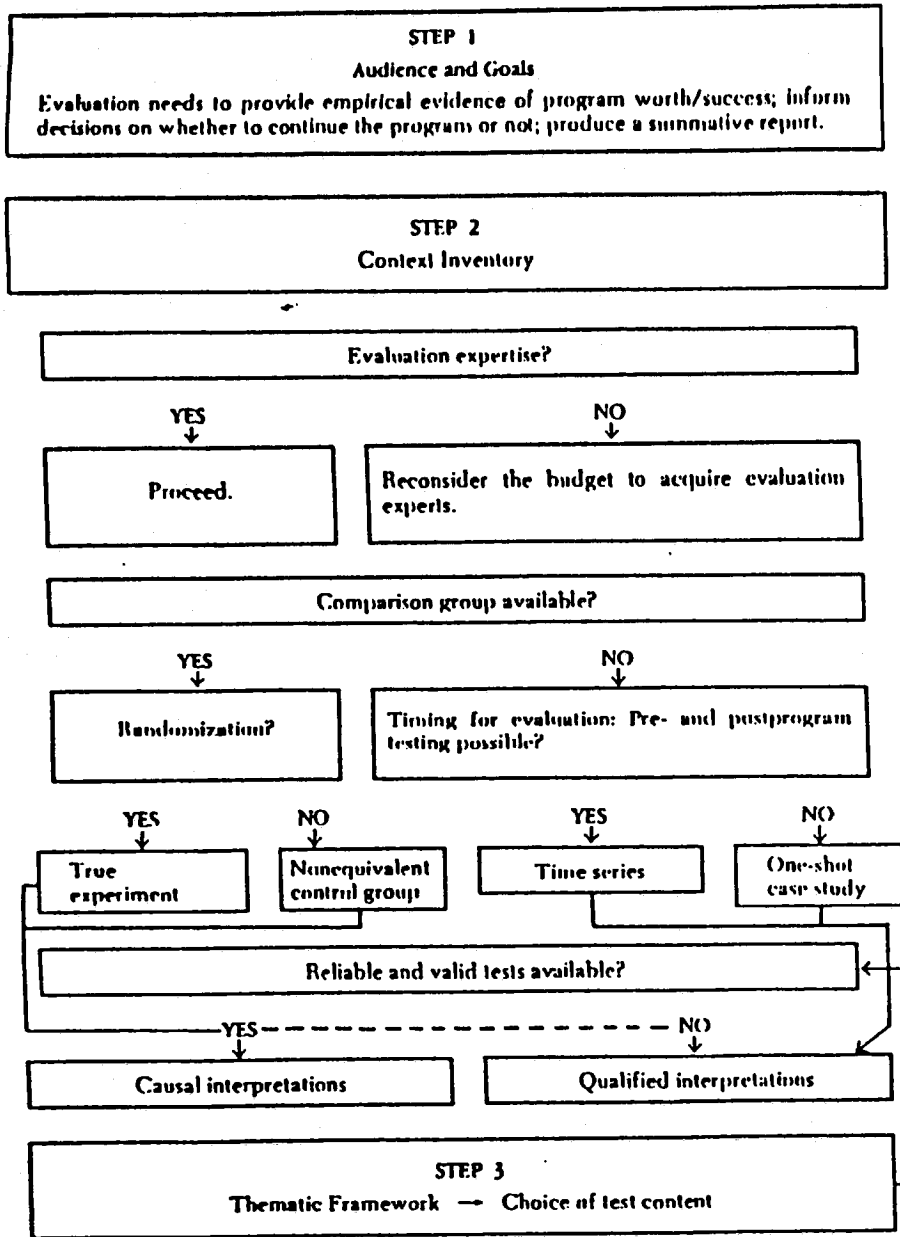 STEP 1
Audience and Goals
Evaluation needs to provide empirical evidence of program worth/success; inform
decisions on whether to continue the program or not; produce a summative report.
STEP 2
Context Inventory
Evaluation expertise?
YES
NO
Proceed.
Reconsider the budget to acquire evaluation
experts.
Comparison group available?
YES
NO
Randomization?
Timing for evaluation: Pre- and postprogram
testing possible?
YES
NO
YES
NO
True
experiment
Nonequivalent
control group
Time series
One-shot
case study
Reliable and valid tests available?
YES
NO
Causal interpretations
Qualified interpretations
STEP 3
Thematic Framework → Choice of test content